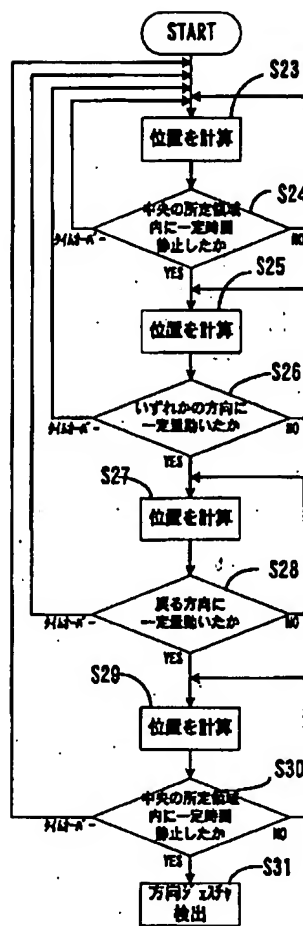 START
S23
位置を計算
S24
中央の所定領域
内に一定時間
静止したか
タイムオーバー
NO
YES
S25
位置を計算
S26
いずれかの方向に
一定量動いたか
タイムオーバー
NO
YES
S27
位置を計算
S28
戻る方向に
一定量動いたか
タイムオーバー
NO
YES
S29
位置を計算
S30
中央の所定領域
内に一定時間
静止したか
タイムオーバー
NO
YES
S31
方向ジェスチャ
検出